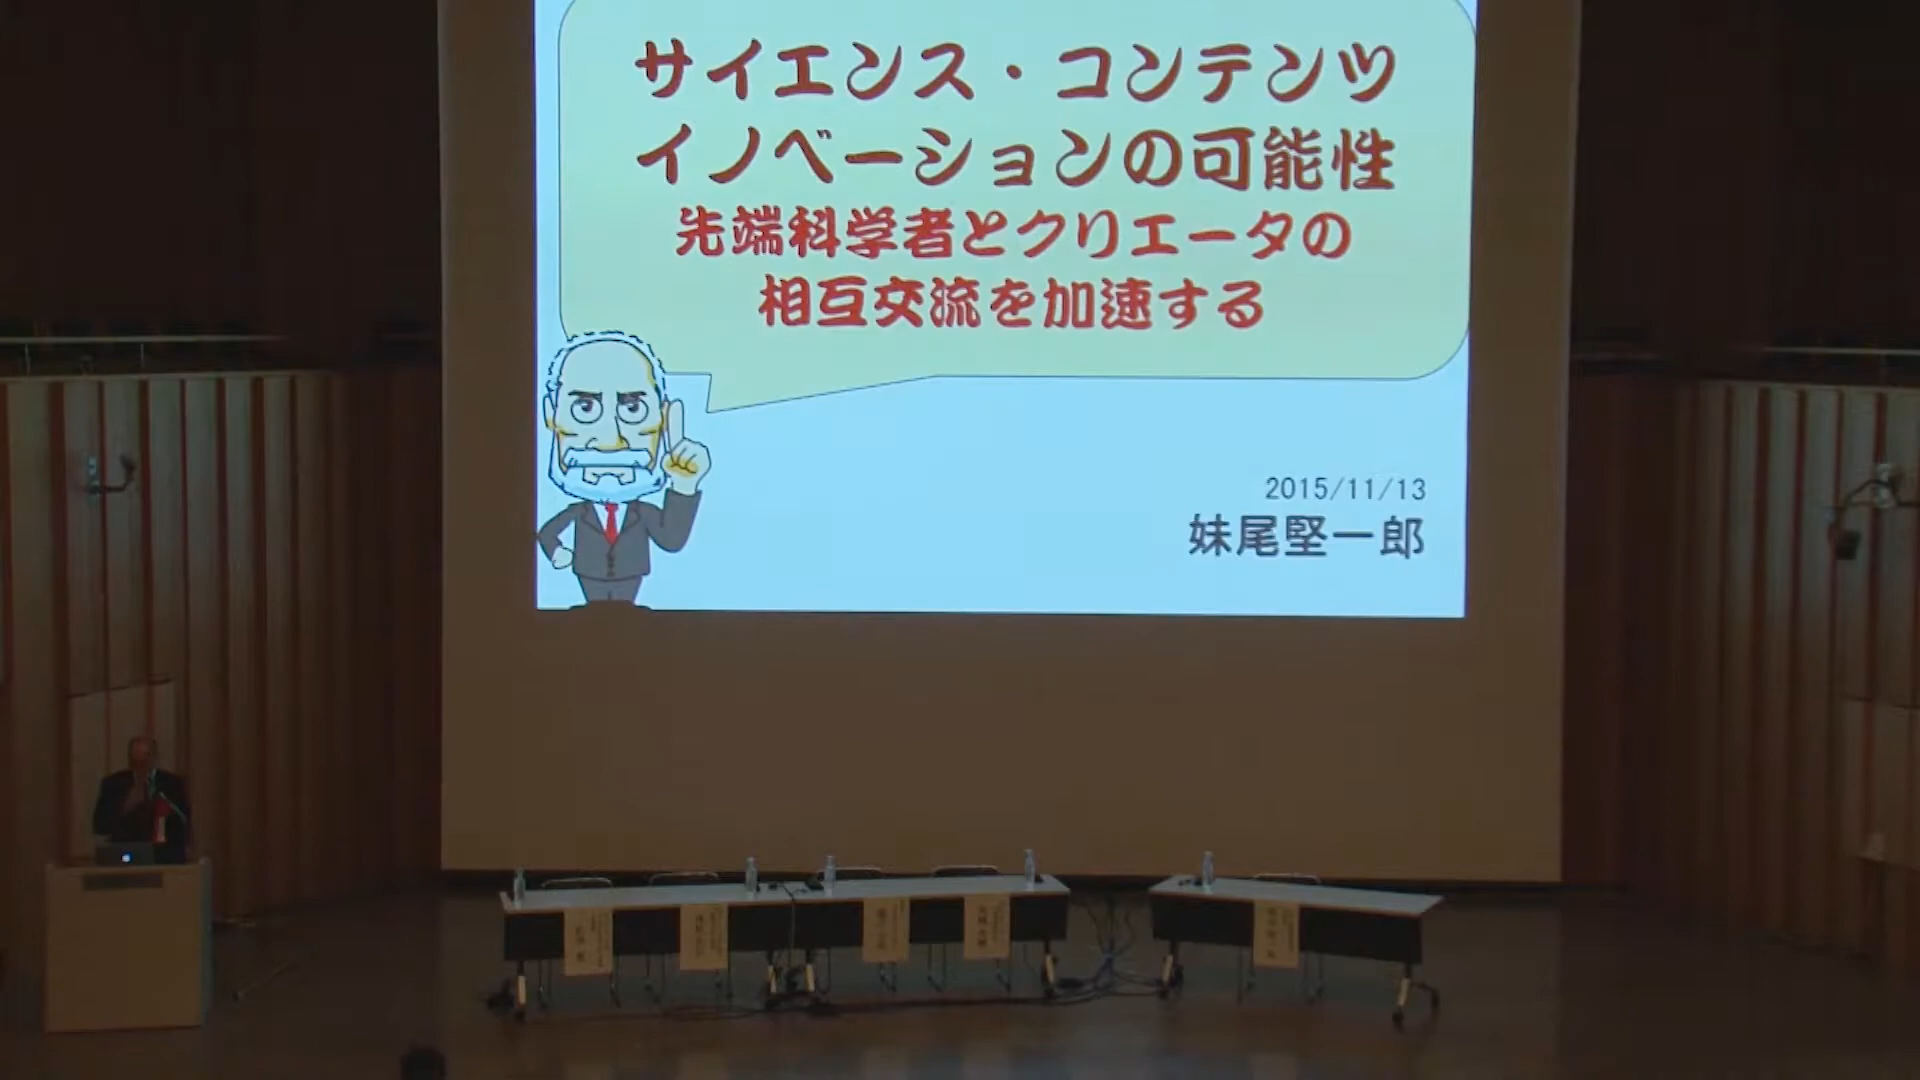 サイエンス・コンテンツ
イノベーションの可能性
先端科学者とクリエータの
相互交流を加速する
2015/11/13
妹尾堅一郎